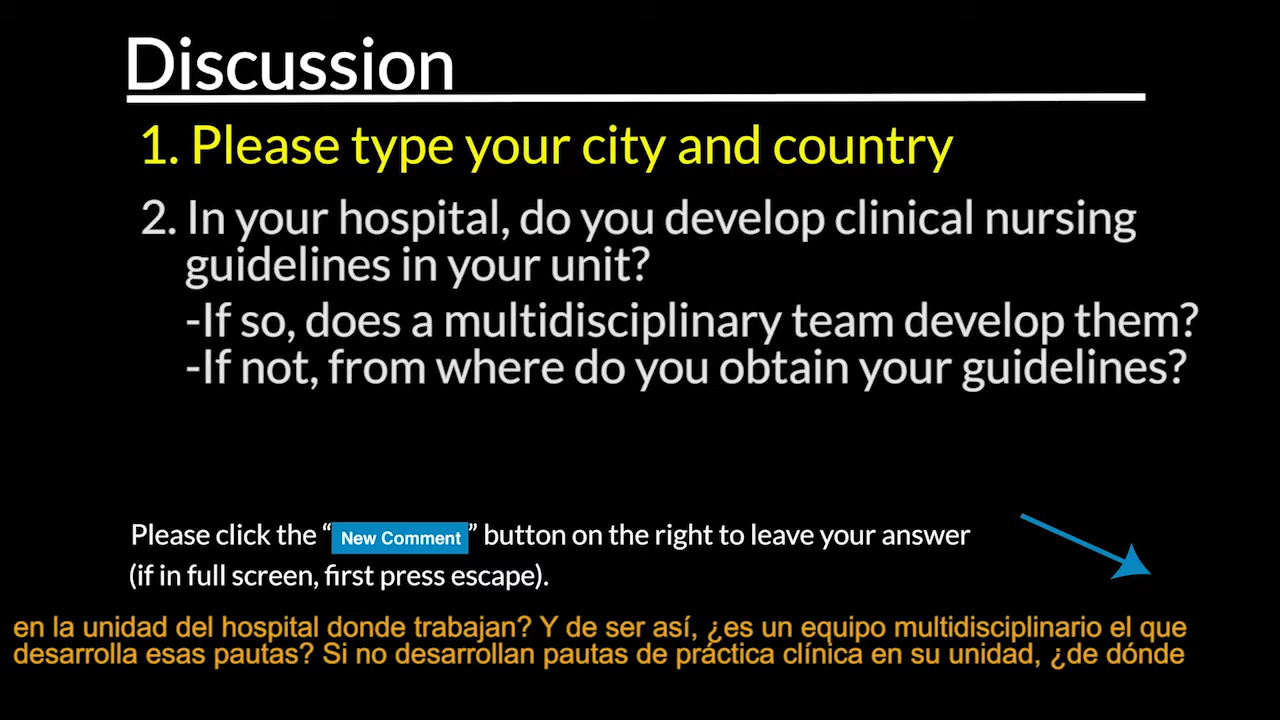 Discussion
1. Please type your city and country
2. In your hospital, do you develop clinical nursing
guidelines in your unit?
-If so, does a multidisciplinary team develop them?
-If not, from where do you obtain your guidelines?
Please click the “New Comment” button on the right to leave your answer
(if in full screen, first press escape).
en la unidad del hospital donde trabajan? Y de ser así, ¿es un equipo multidisciplinario el que
desarrolla esas pautas? Si no desarrollan pautas de práctica clínica en su unidad, ¿de dónde